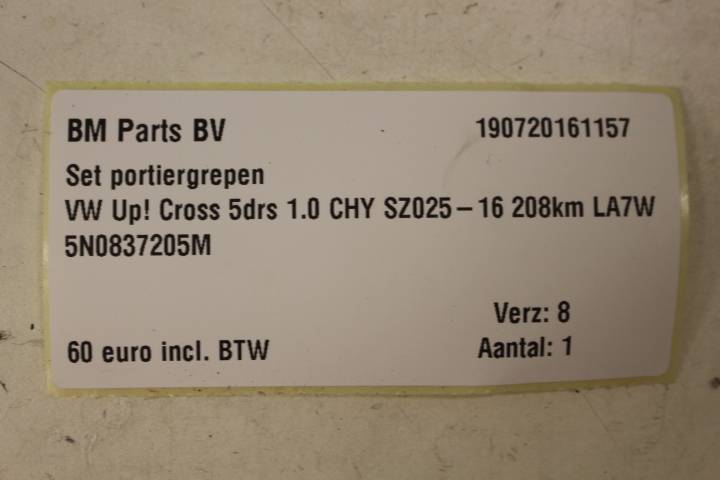 BM Parts BV 190720161157
Set portiergrepen
VW Up! Cross 5drs 1.0 CHY SZ025-16 208km LA7W
5N0837205M
Verz: 8
60 euro incl. BTW Aantal: 1